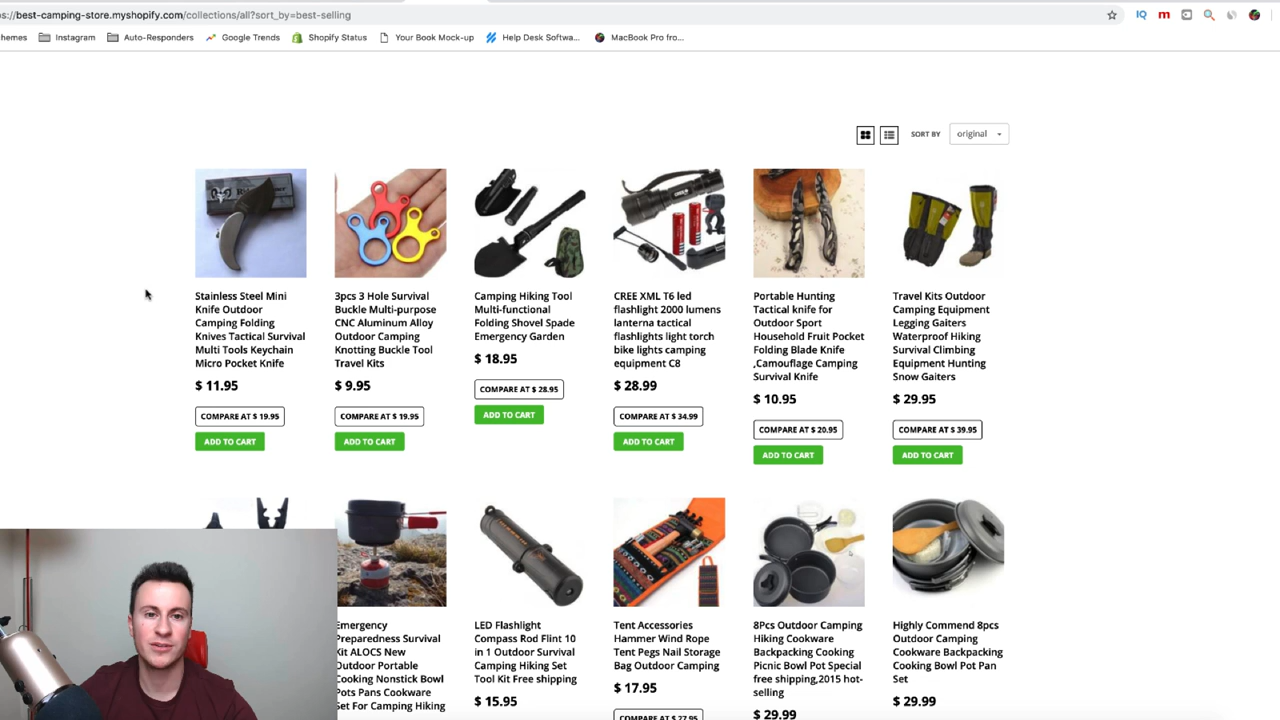 s://best-camping-store.myshopify.com/collections/all?sort_by=best-selling
IQ
m
hemes
Instagram
Auto-Responders
Google Trends
Shopify Status
Your Book Mock-up
Help Desk Softwa...
MacBook Pro fro...
SORT BY
original
Stainless Steel Mini
Knife Outdoor
Camping Folding
Knives Tactical Survival
Multi Tools Keychain
Micro Pocket Knife
$ 11.95
COMPARE AT $ 19.95
ADD TO CART
3pcs 3 Hole Survival
Buckle Multi-purpose
CNC Aluminum Alloy
Outdoor Camping
Knotting Buckle Tool
Travel Kits
$ 9.95
COMPARE AT $ 19.95
ADD TO CART
Camping Hiking Tool
Multi-functional
Folding Shovel Spade
Emergency Garden
$ 18.95
COMPARE AT $ 28.95
ADD TO CART
CREE XML T6 led
flashlight 2000 lumens
lanterna tactical
flashlights light torch
bike lights camping
equipment C8
$ 28.99
COMPARE AT $ 34.99
ADD TO CART
Portable Hunting
Tactical knife for
Outdoor Sport
Household Fruit Pocket
Folding Blade Knife
,Camouflage Camping
Survival Knife
$ 10.95
COMPARE AT $ 20.95
ADD TO CART
Travel Kits Outdoor
Camping Equipment
Legging Gaiters
Waterproof Hiking
Survival Climbing
Equipment Hunting
Snow Gaiters
$ 29.95
COMPARE AT $ 39.95
ADD TO CART
Emergency
Preparedness Survival
Kit ALOCS New
Outdoor Portable
Cooking Nonstick Bowl
Pots Pans Cookware
Set For Camping Hiking
LED Flashlight
Compass Rod Flint 10
in 1 Outdoor Survival
Camping Hiking Set
Tool Kit Free shipping
$ 15.95
Tent Accessories
Hammer Wind Rope
Tent Pegs Nail Storage
Bag Outdoor Camping
$ 17.95
COMPARE AT $ 27.95
8Pcs Outdoor Camping
Hiking Cookware
Backpacking Cooking
Picnic Bowl Pot Special
free shipping,2015 hot-
selling
$ 29.99
Highly Commend 8pcs
Outdoor Camping
Cookware Backpacking
Cooking Bowl Pot Pan
Set
$ 29.99